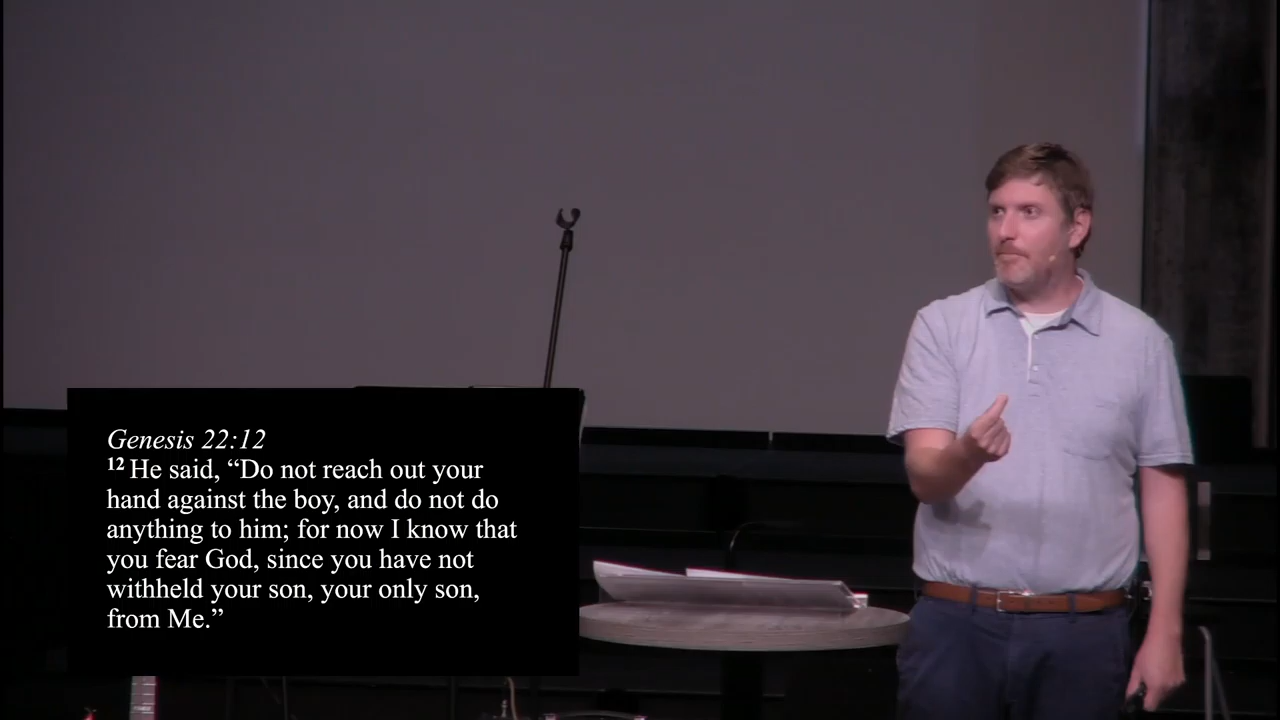 Genesis 22:12
12 He said, “Do not reach out your
hand against the boy, and do not do
anything to him; for now I know that
you fear God, since you have not
withheld your son, your only son,
from Me.”